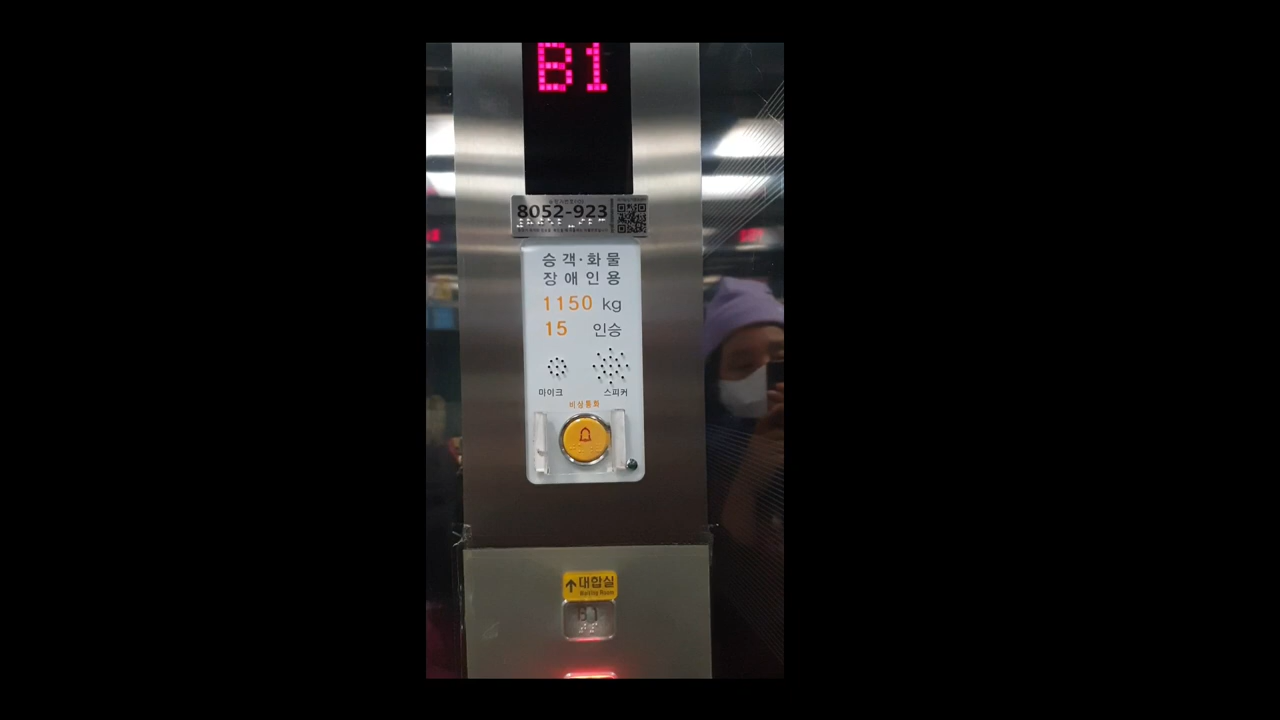 B1
8052-923
승객·화물
장애인용
1150 kg
15 인승
마이크 스피커
비상통화
↑대합실
Waiting Room
B1